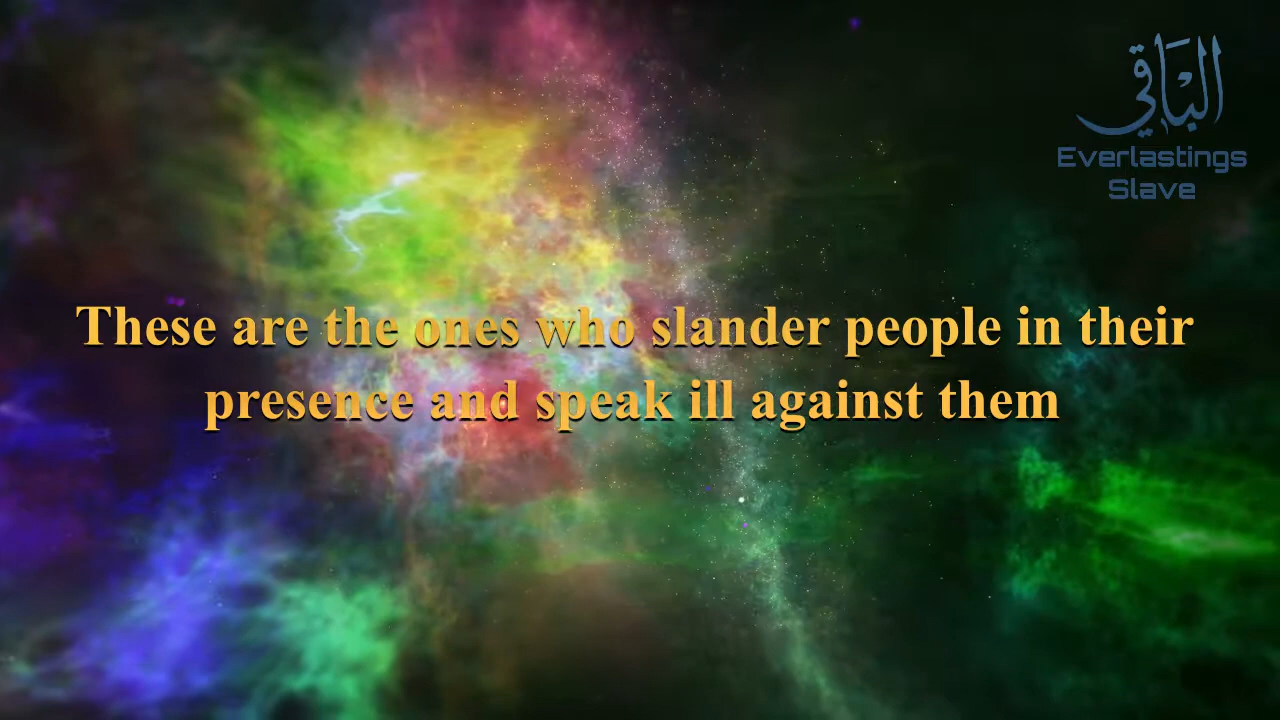 الباقي
Everlastings
Slave
These are the ones who slander people in their
presence and speak ill against them